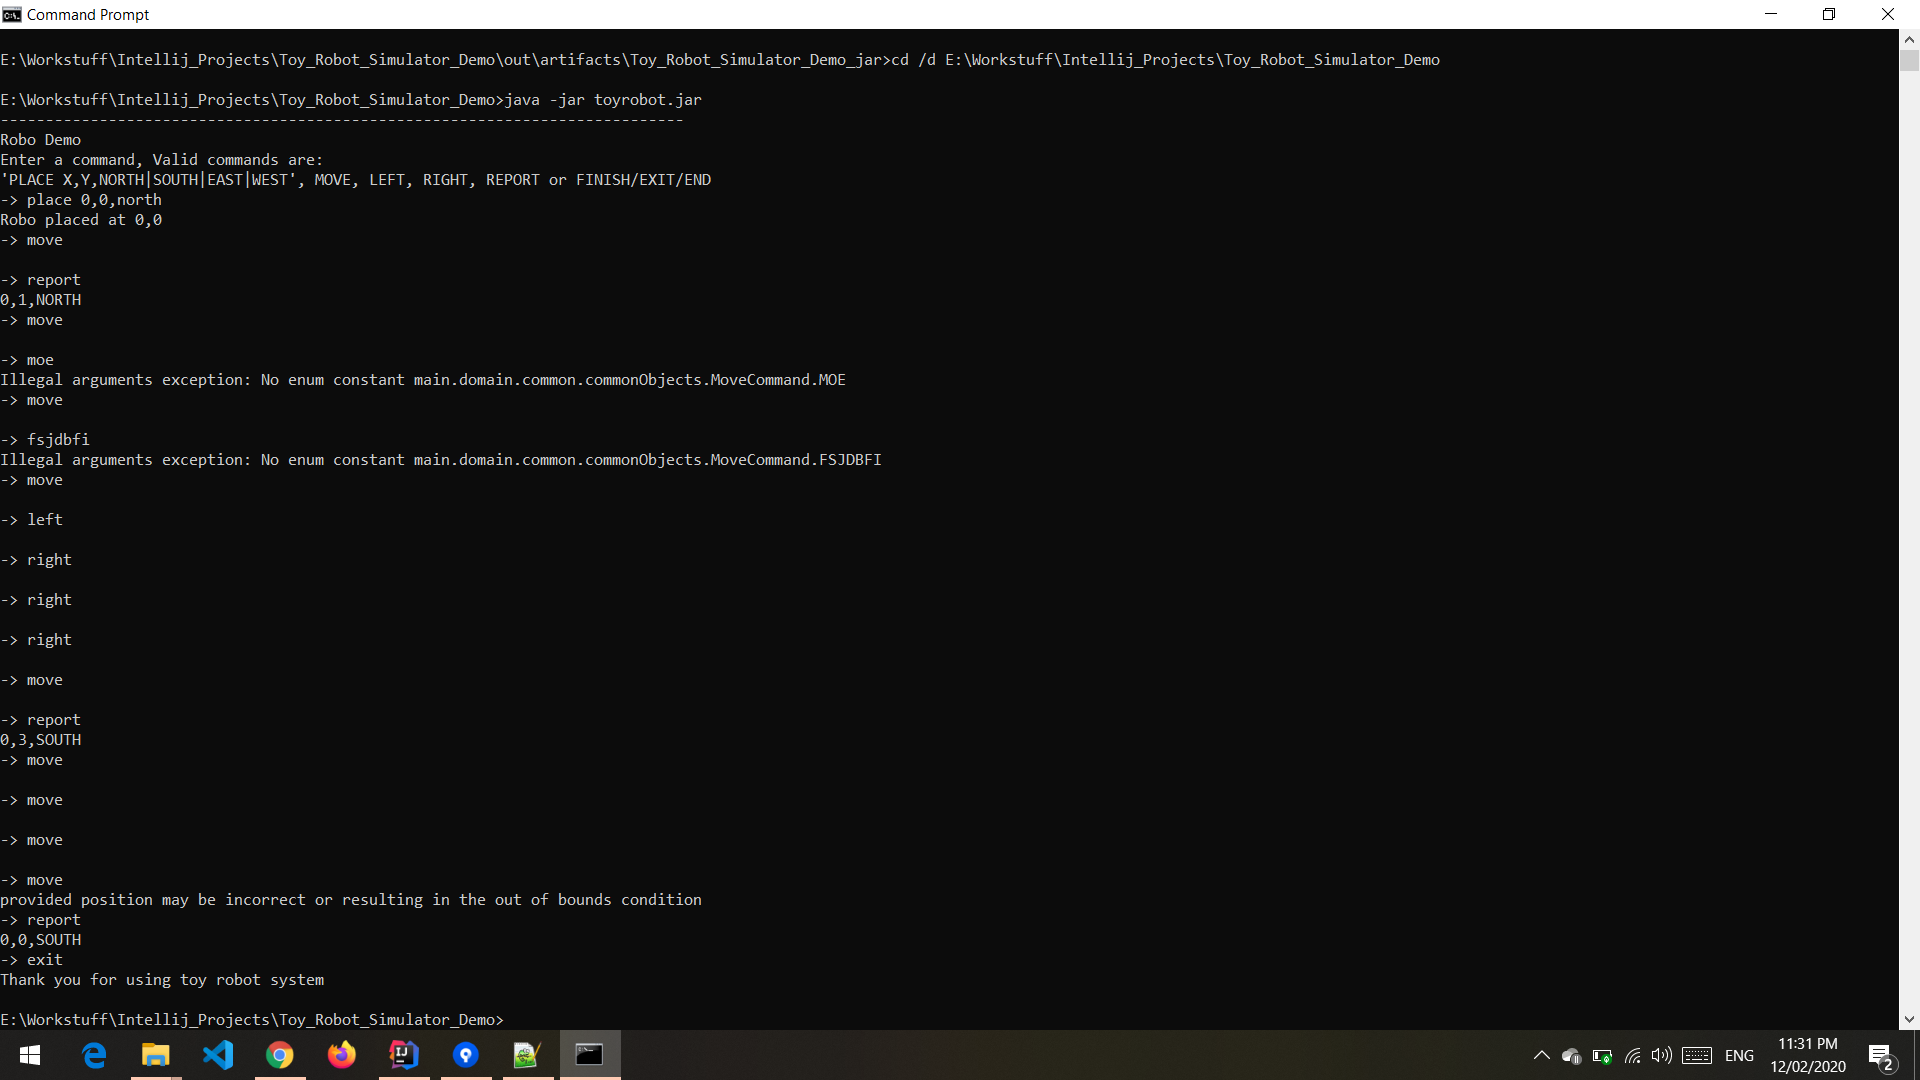 Command Prompt
E:\Workstuff\Intellij_Projects\Toy_Robot_Simulator_Demo\out\artifacts\Toy_Robot_Simulator_Demo_jar>cd /d E:\Workstuff\Intellij_Projects\Toy_Robot_Simulator_Demo
E:\Workstuff\Intellij_Projects\Toy_Robot_Simulator_Demo>java -jar toyrobot.jar
----------------------------------------------------------------------------
Robo Demo
Enter a command, Valid commands are:
'PLACE X,Y,NORTH|SOUTH|EAST|WEST', MOVE, LEFT, RIGHT, REPORT or FINISH/EXIT/END
-> place 0,0,north
Robo placed at 0,0
-> move
-> report
0,1,NORTH
-> move
-> moe
Illegal arguments exception: No enum constant main.domain.common.commonObjects.MoveCommand.MOE
-> move
-> fsjdbfi
Illegal arguments exception: No enum constant main.domain.common.commonObjects.MoveCommand.FSJDBFI
-> move
-> left
-> right
-> right
-> right
-> move
-> report
0,3,SOUTH
-> move
-> move
-> move
-> move
provided position may be incorrect or resulting in the out of bounds condition
-> report
0,0,SOUTH
-> exit
Thank you for using toy robot system
E:\Workstuff\Intellij_Projects\Toy_Robot_Simulator_Demo>
ENG
11:31 PM
12/02/2020
2